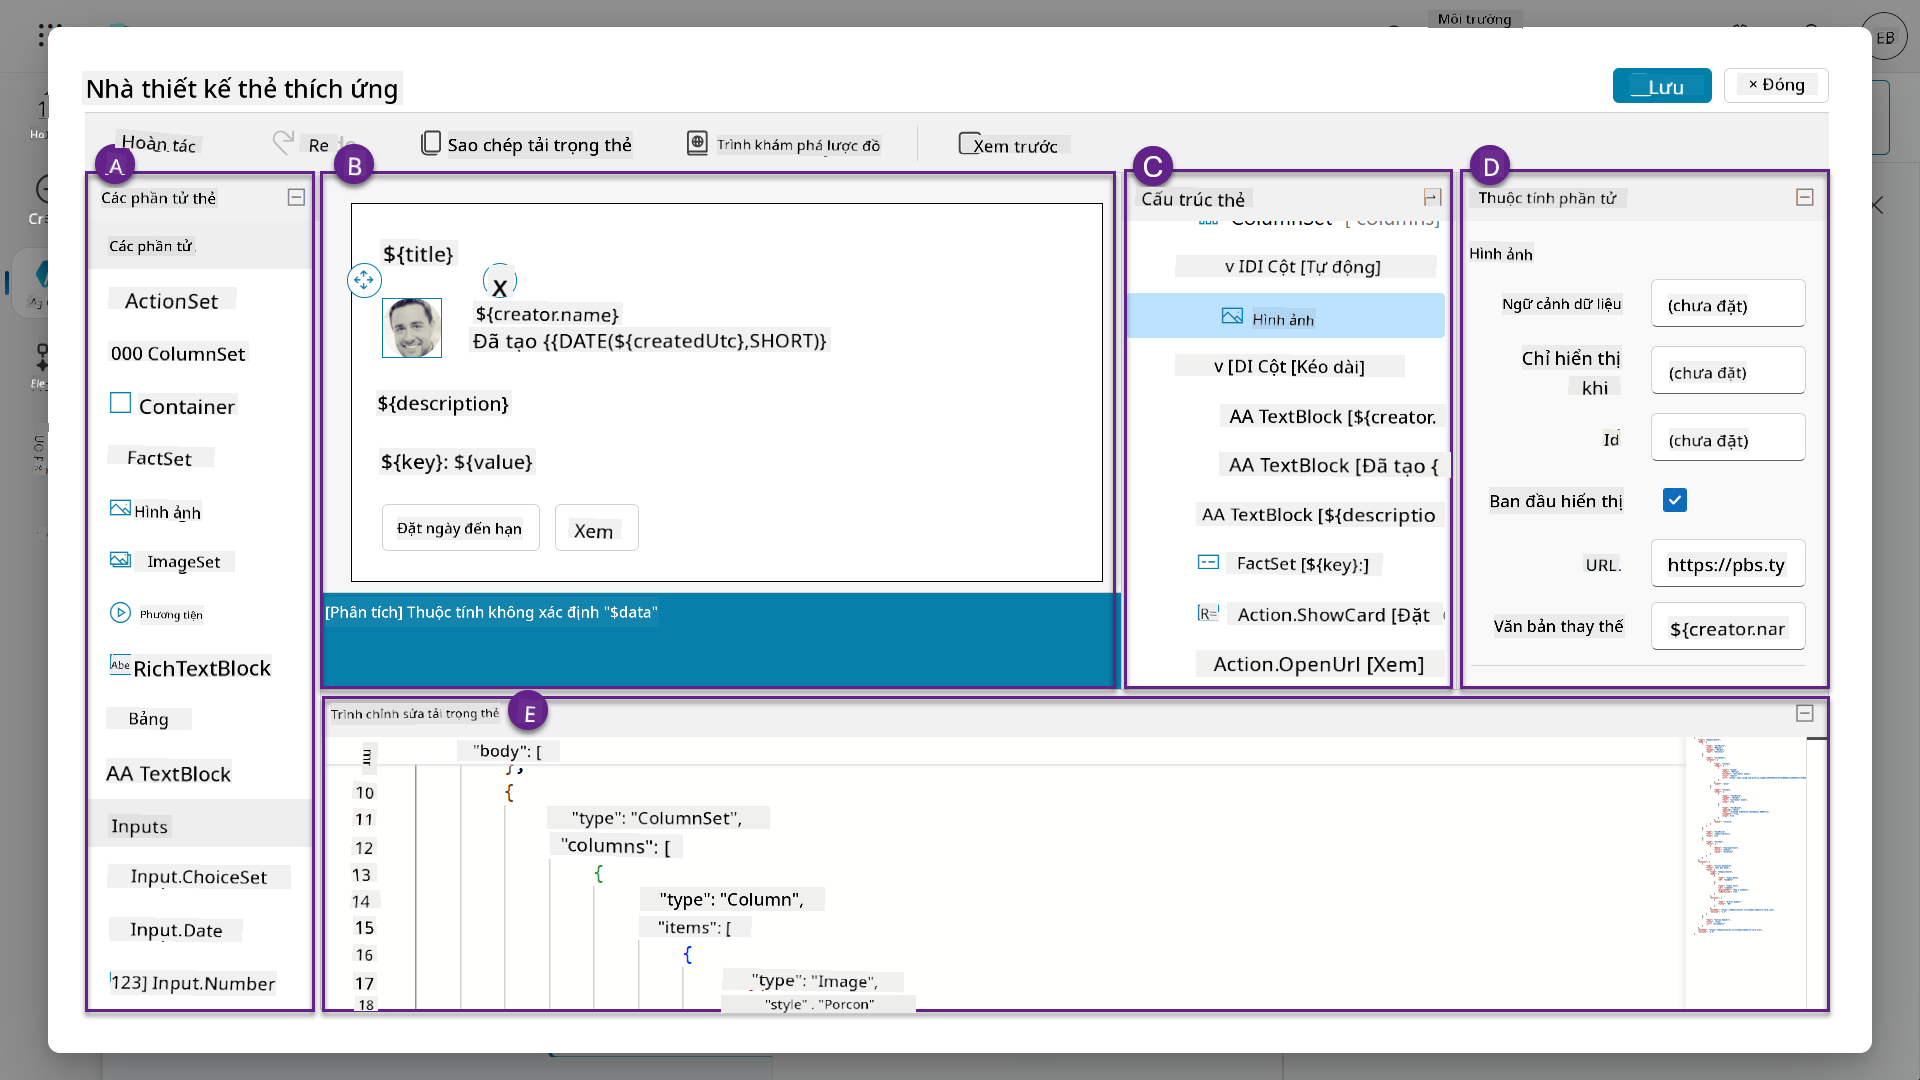 Môi trường
EB
Nhà thiết kế thẻ thích ứng
Lưu
× Đóng
Hoàn tác
Re
Sao chép tải trọng thẻ
Trình khám phá lược đồ
Xem trước
A
Các phần tử thẻ
Các phần tử
ActionSet
000 ColumnSet
Container
FactSet
Hình ảnh
ImageSet
Phương tiện
Abc RichTextBlock
Bảng
AA TextBlock
Inputs
Input.ChoiceSet
Input.Date
123] Input.Number
B
${title}
X
${creator.name}
Đã tạo {{DATE(${createdUtc},SHORT)}
${description}
${key}: ${value}
Đặt ngày đến hạn
Xem
[Phân tích] Thuộc tính không xác định "$data"
C
Cấu trúc thẻ
ColumnSet [ columns]
v IDI Cột [Tự động]
Hình ảnh
v [DI Cột [Kéo dài]
AA TextBlock [${creator.
AA TextBlock [Đã tạo {
AA TextBlock [${descriptio
FactSet [${key}:]
Action.ShowCard [Đặt
Action.OpenUrl [Xem]
D
Thuộc tính phần tử
Hình ảnh
Ngữ cảnh dữ liệu (chưa đặt)
Chỉ hiển thị
khi (chưa đặt)
Id (chưa đặt)
Ban đầu hiển thị
URL. https://pbs.ty
Văn bản thay thế ${creator.nar
Trình chỉnh sửa tải trọng thẻ
E
"body": [
},
10 {
11 "type": "ColumnSet",
12 "columns": [
13 {
14 "type": "Column",
15 "items": [
16 {
17 "type": "Image",
18 "style" . "Porcon"